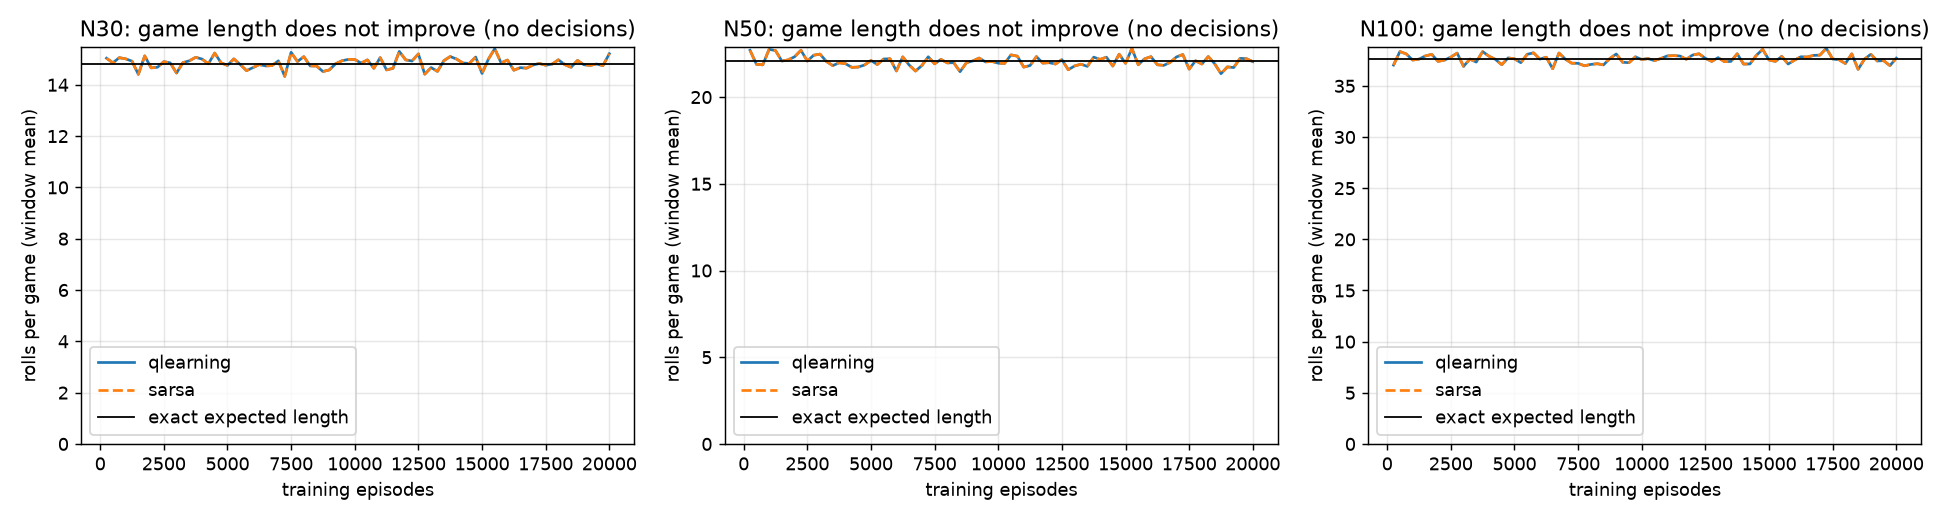 N30: game length does not improve (no decisions)
rolls per game (window mean)
14
12
10
8
6
4
2
0
qlearning
sarsa
exact expected length
0 2500 5000 7500 10000 12500 15000 17500 20000
training episodes
N50: game length does not improve (no decisions)
rolls per game (window mean)
20
15
10
5
0
qlearning
sarsa
exact expected length
0 2500 5000 7500 10000 12500 15000 17500 20000
training episodes
N100: game length does not improve (no decisions)
rolls per game (window mean)
35
30
25
20
15
10
5
0
qlearning
sarsa
exact expected length
0 2500 5000 7500 10000 12500 15000 17500 20000
training episodes